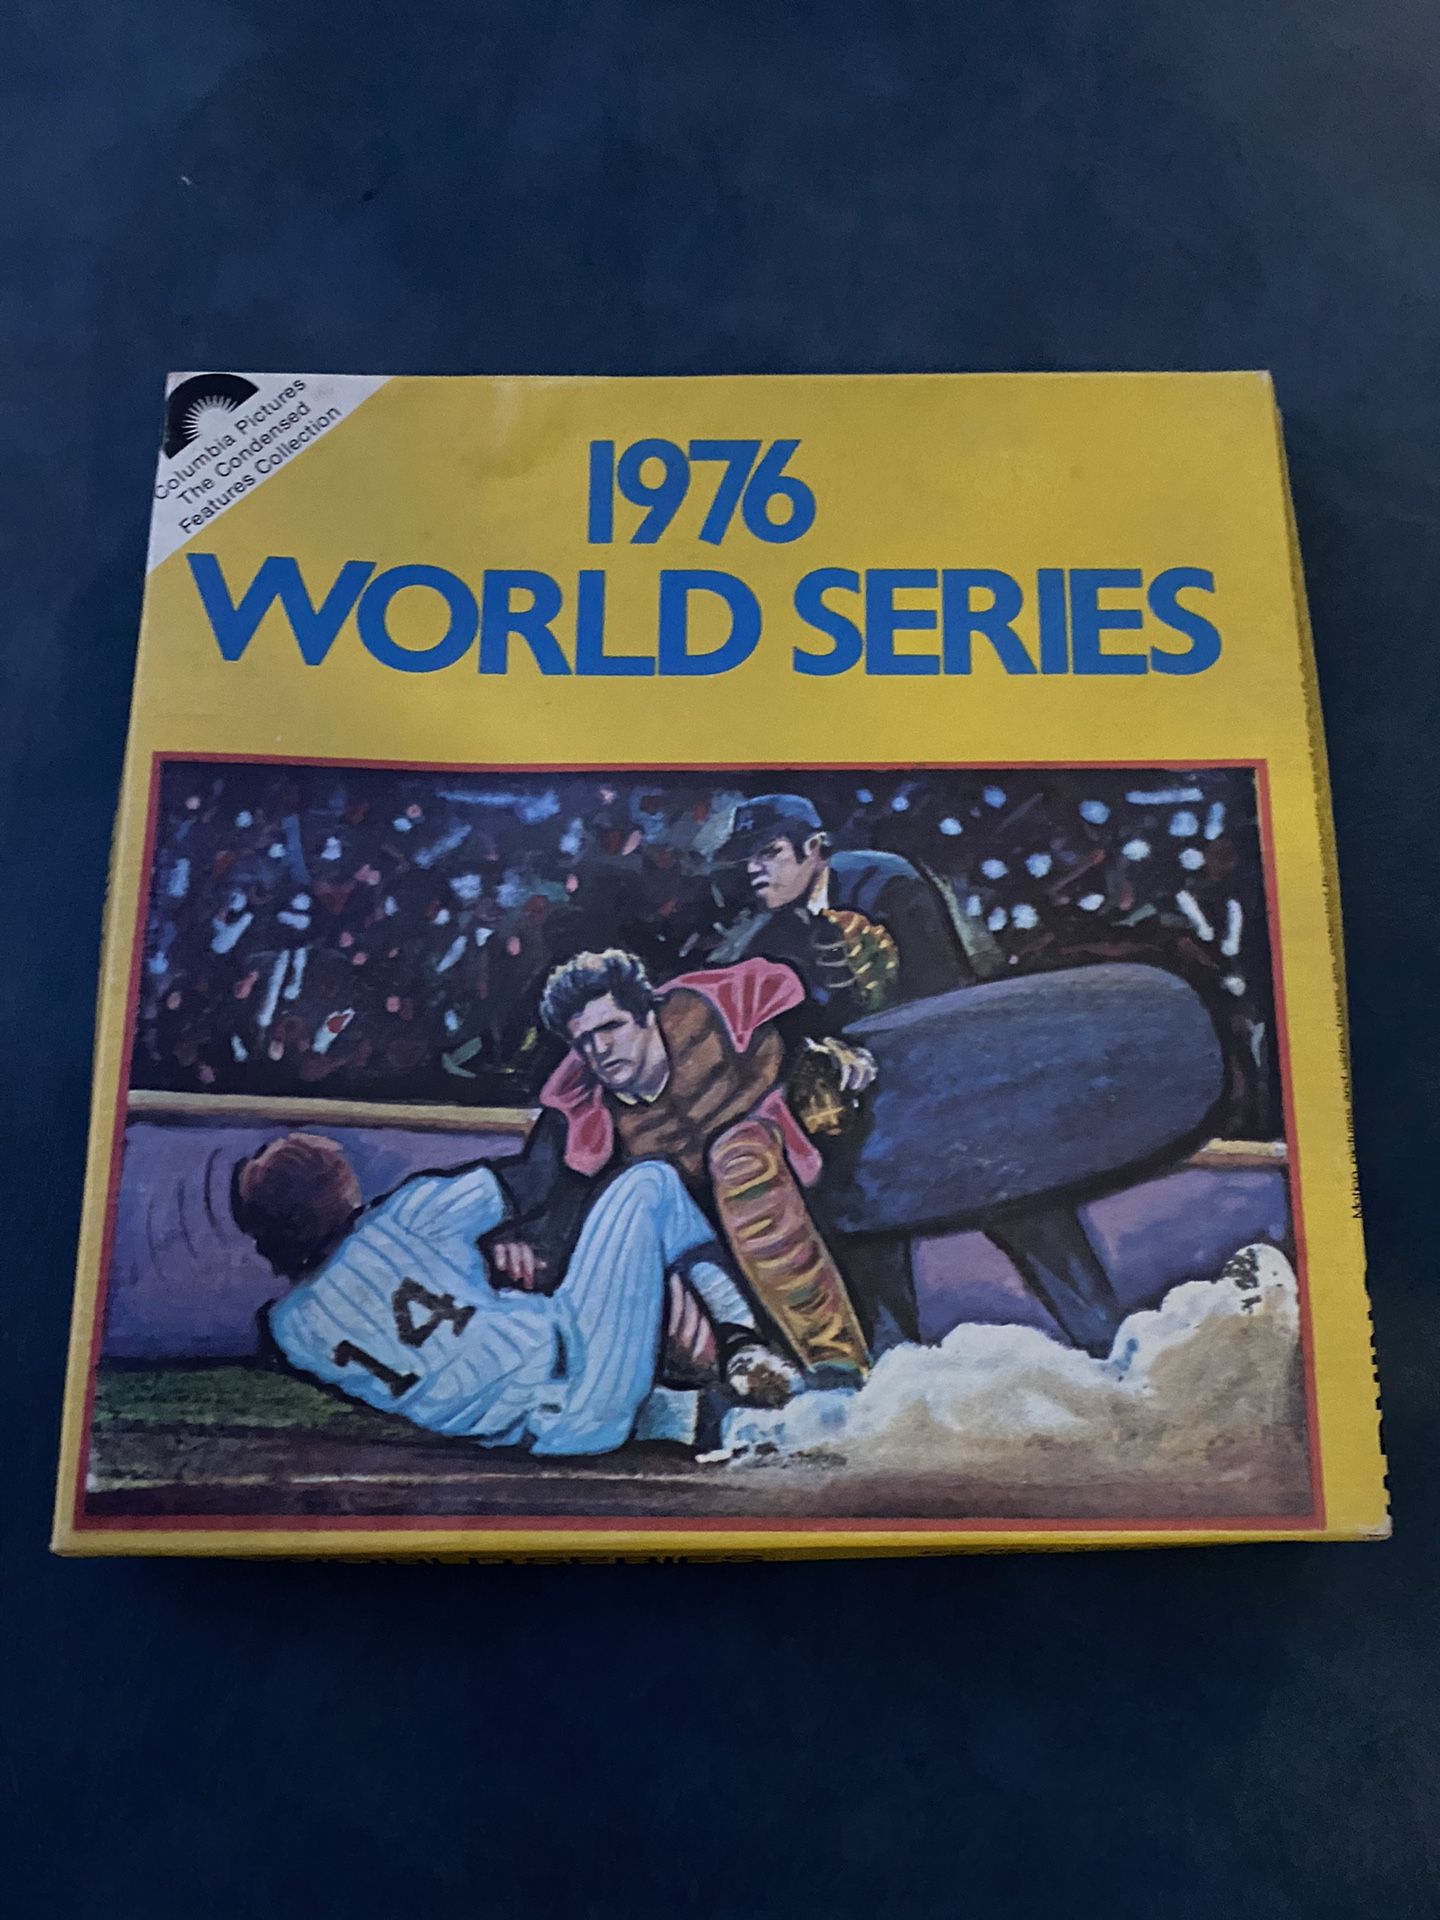 Columbia Pictures
The Condensed
Features Collection
1976
WORLD SERIES
14